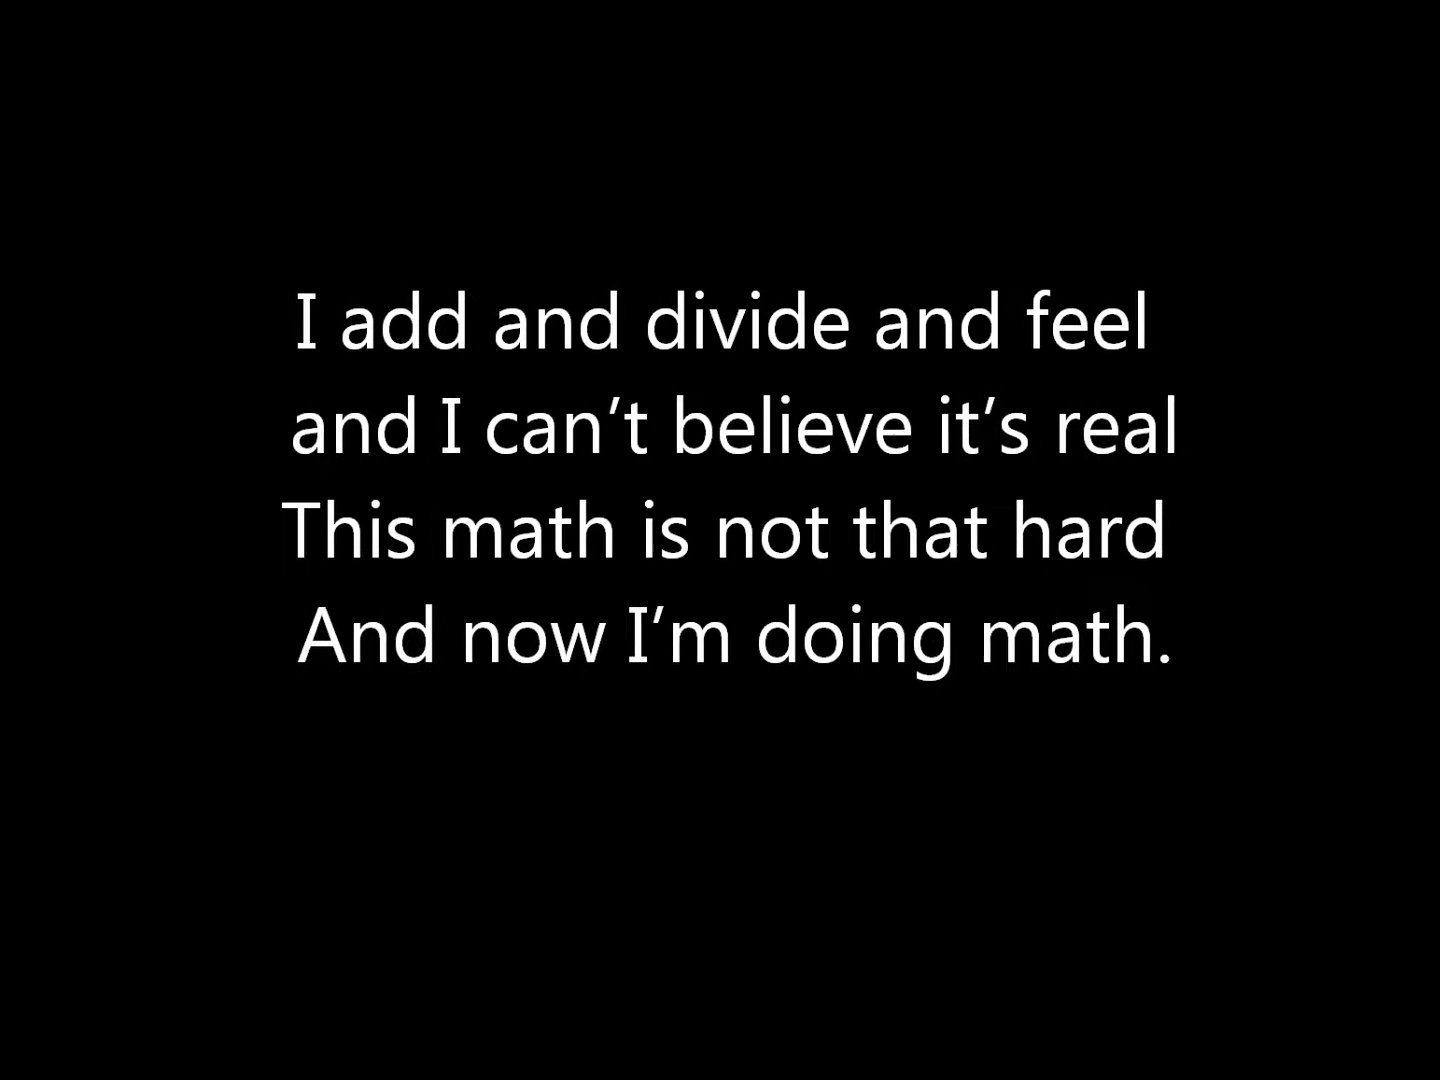 I add and divide and feel
and I can’t believe it’s real
This math is not that hard
And now I’m doing math.